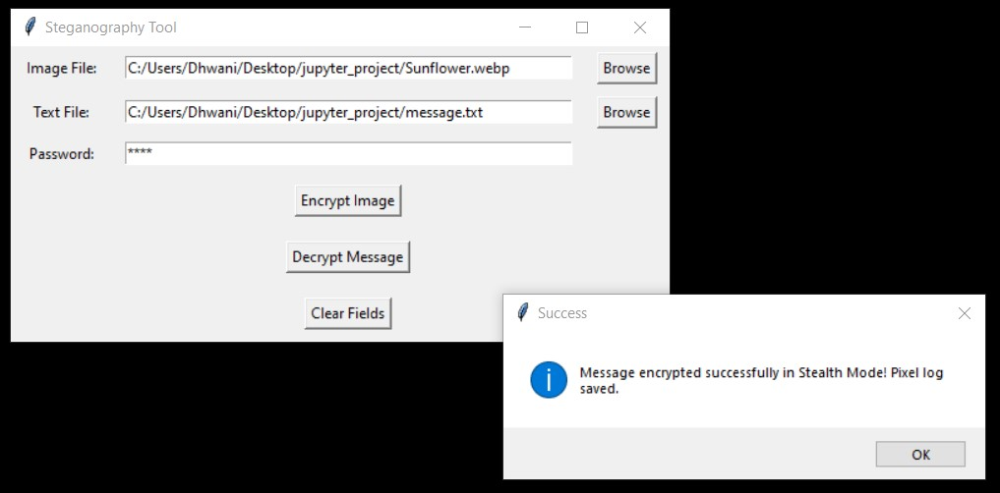 Steganography Tool
Image File: C:/Users/Dhwani/Desktop/jupyter_project/Sunflower.webp Browse
Text File: C:/Users/Dhwani/Desktop/jupyter_project/message.txt Browse
Password: ****
Encrypt Image
Decrypt Message
Clear Fields
Success
Message encrypted successfully in Stealth Mode! Pixel log
saved.
OK